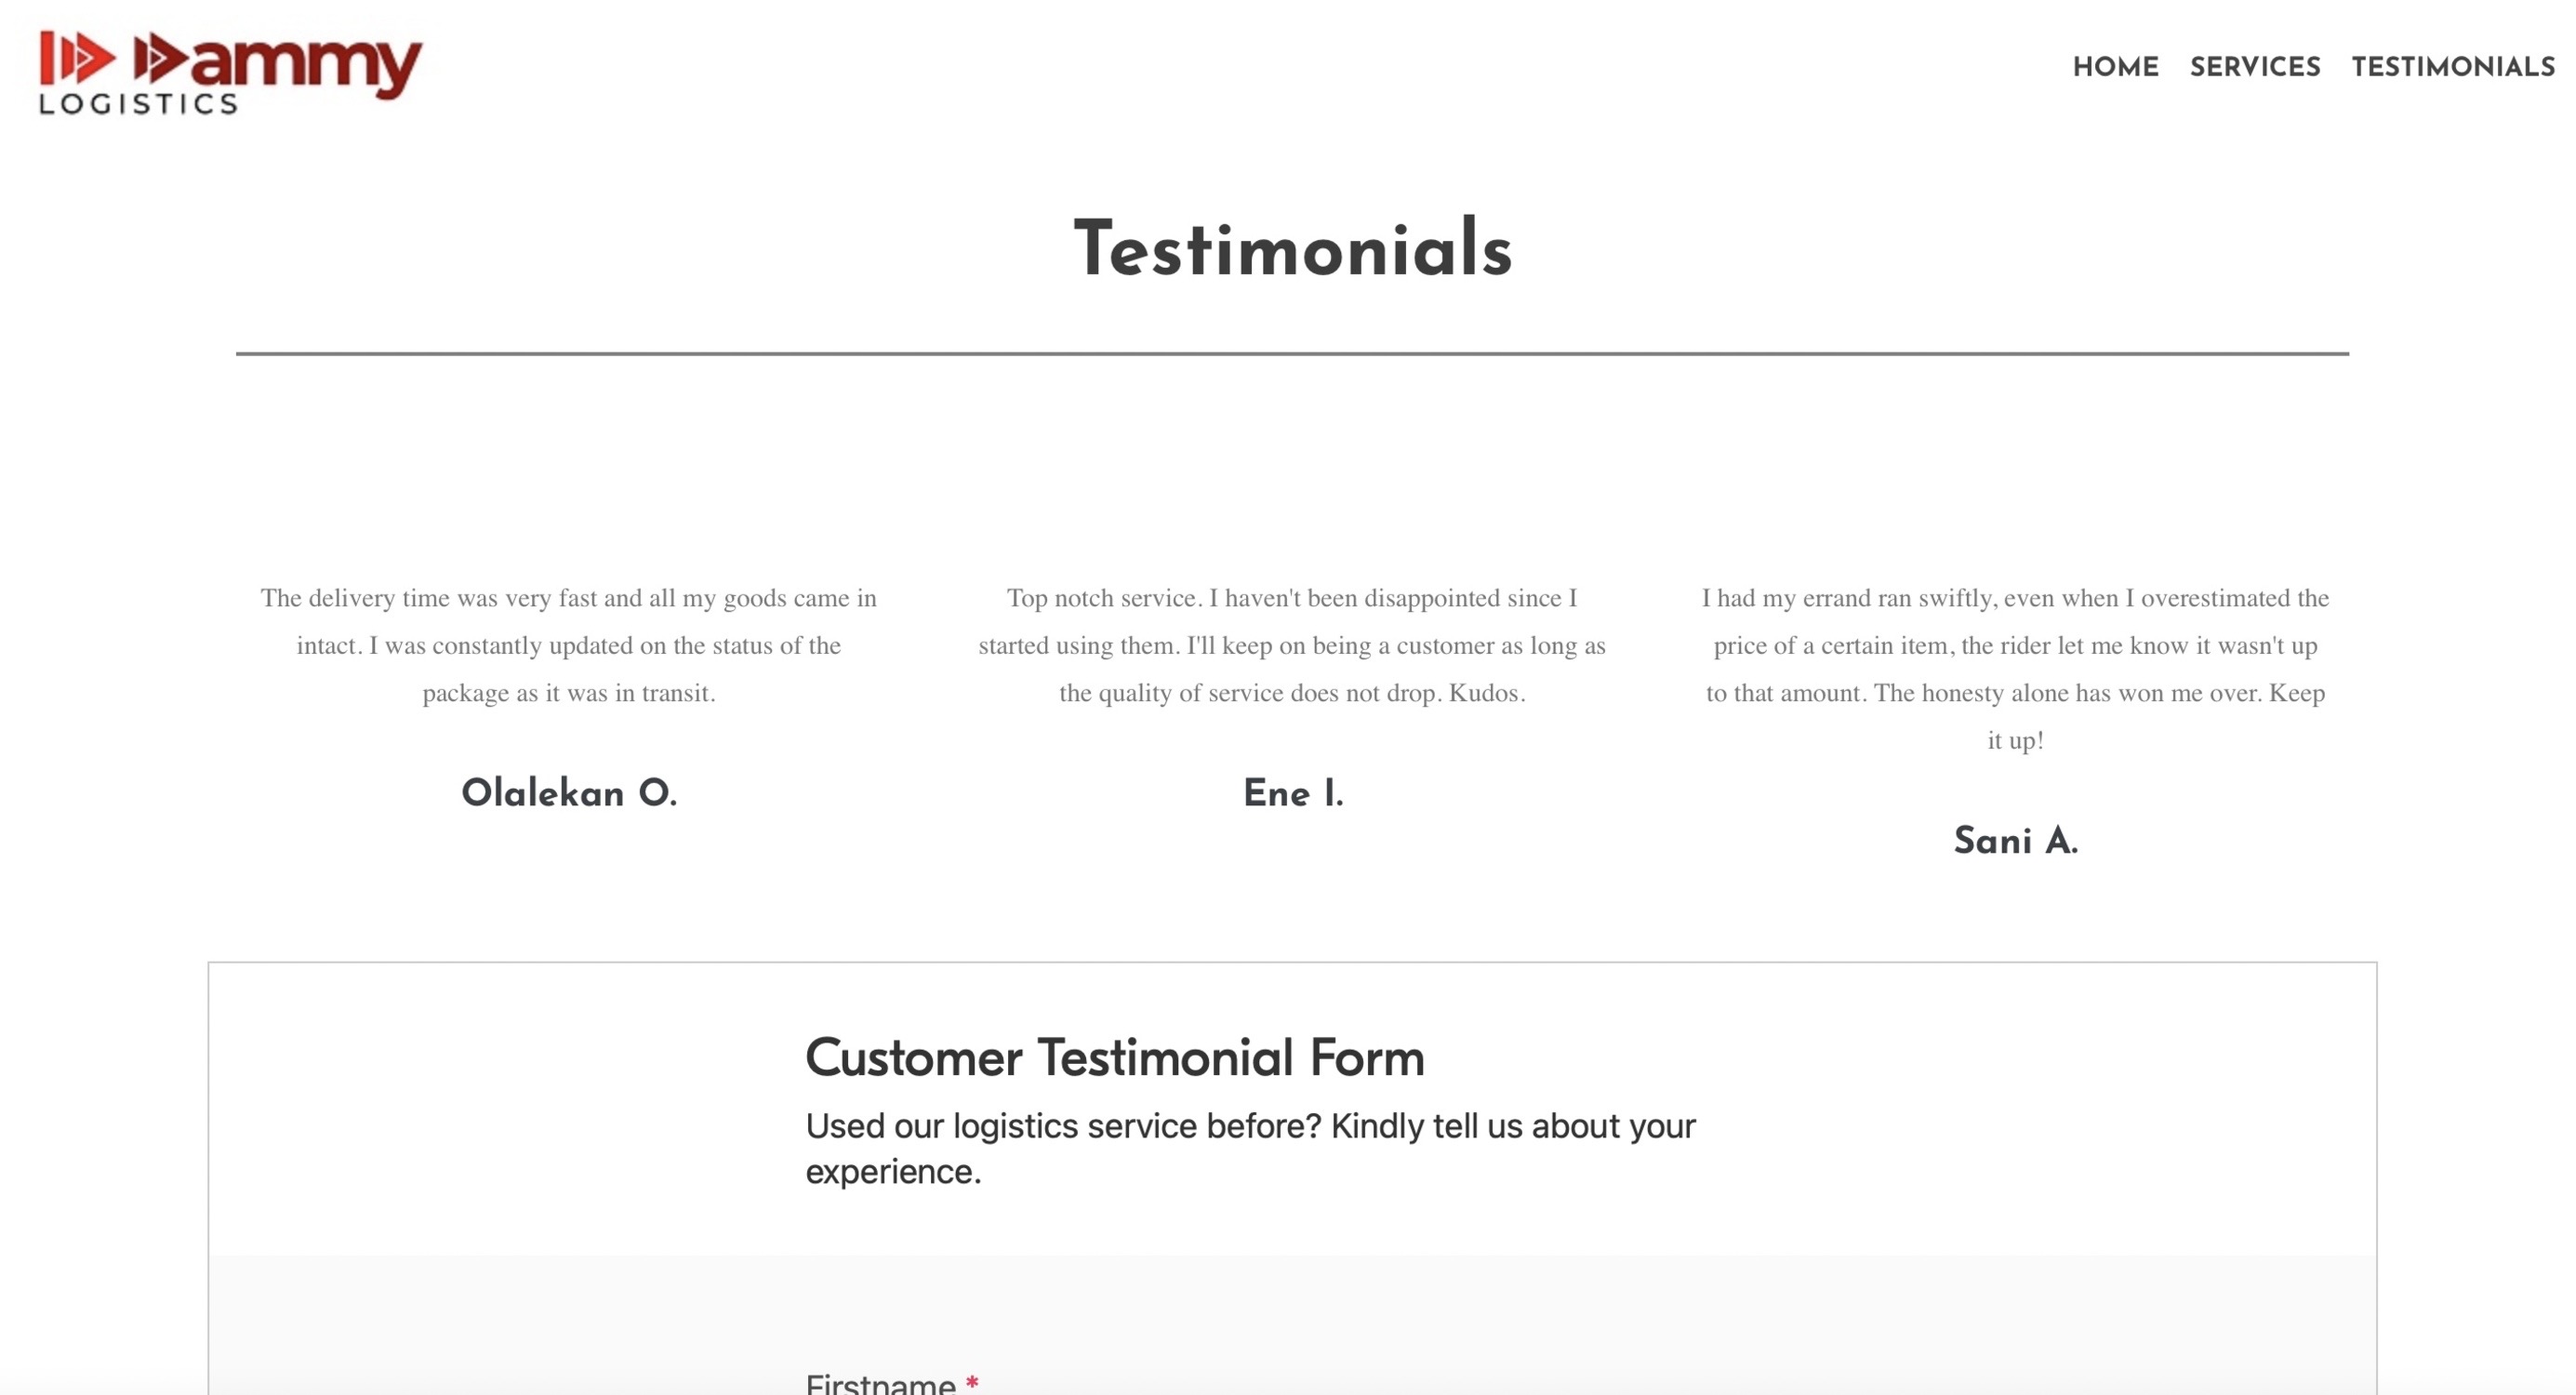 Dammy
LOGISTICS
HOME SERVICES TESTIMONIALS
Testimonials
The delivery time was very fast and all my goods came in
intact. I was constantly updated on the status of the
package as it was in transit.
Olalekan O.
Top notch service. I haven't been disappointed since I
started using them. I'll keep on being a customer as long as
the quality of service does not drop. Kudos.
Ene I.
I had my errand ran swiftly, even when I overestimated the
price of a certain item, the rider let me know it wasn't up
to that amount. The honesty alone has won me over. Keep
it up!
Sani A.
Customer Testimonial Form
Used our logistics service before? Kindly tell us about your
experience.
Firstname *